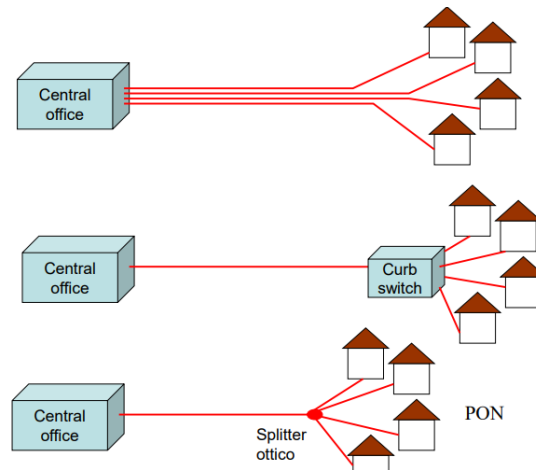 Central
office
Central
office
Curb
switch
Central
office
Splitter
ottico
PON